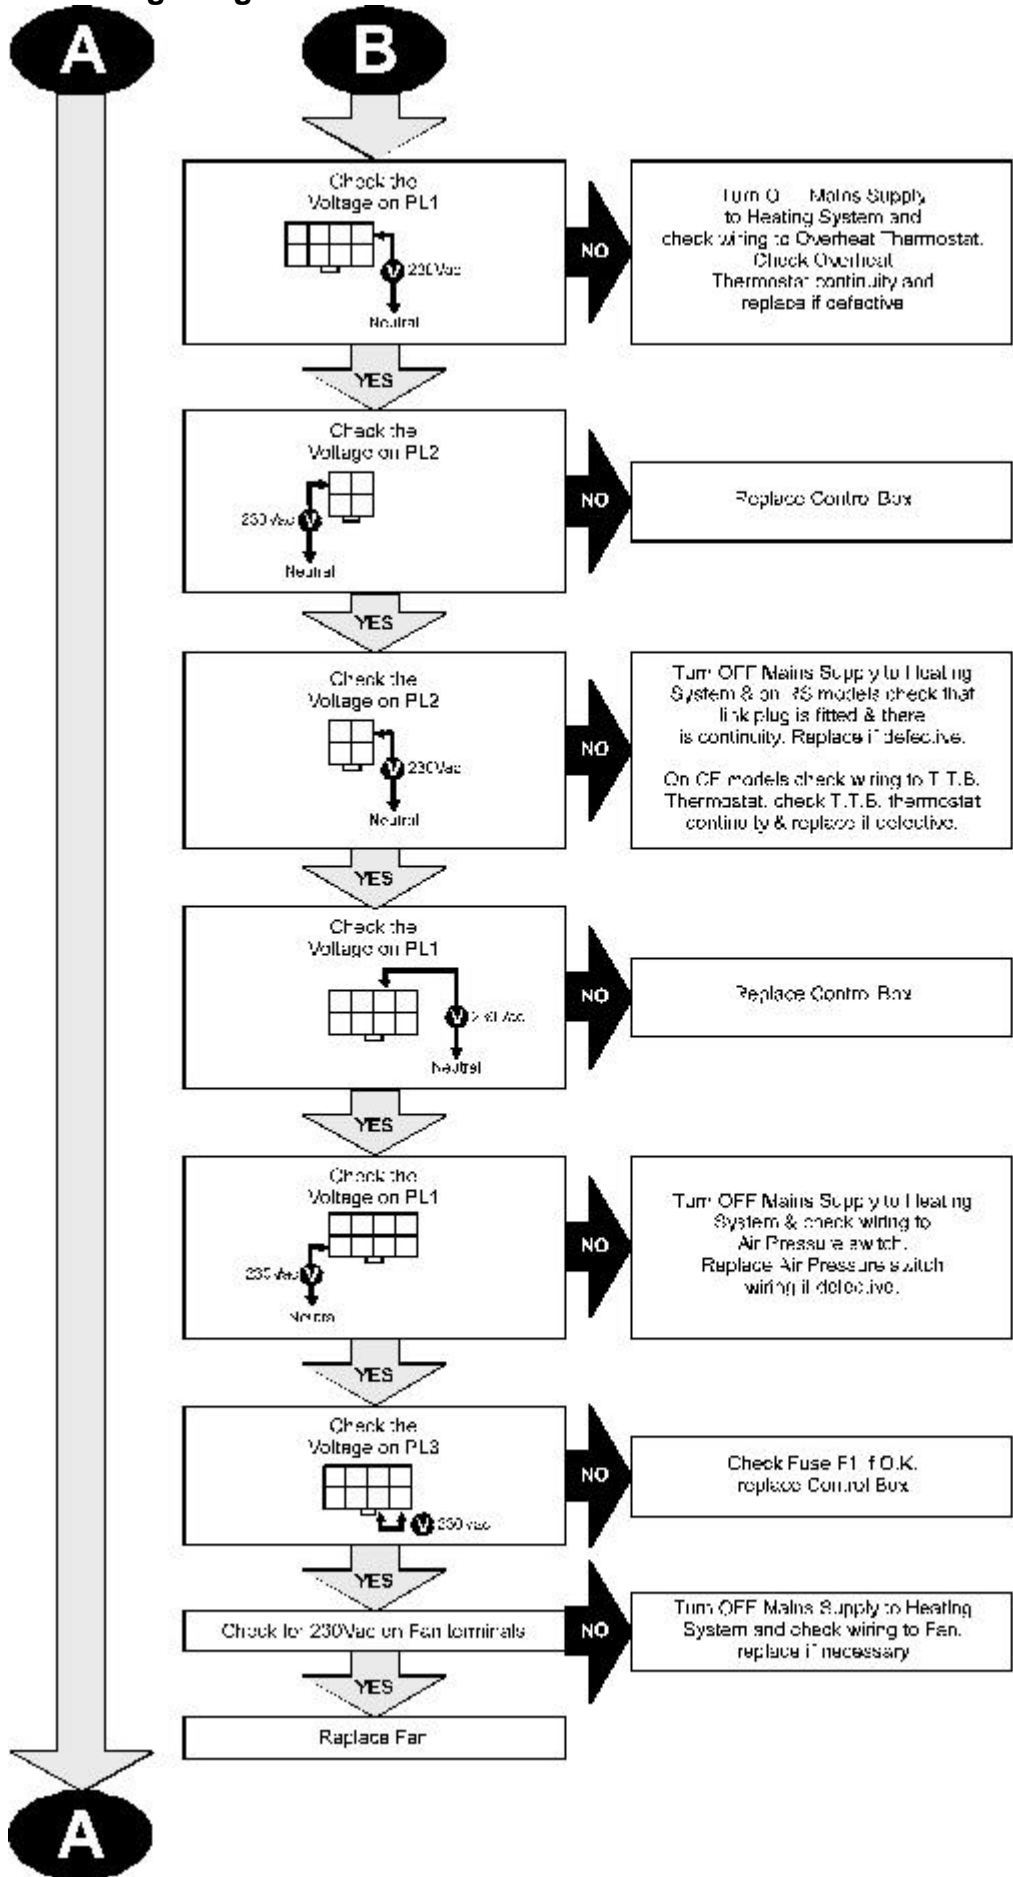 A
B
Check the
Voltage on PL1
230Vac
Neutral
NO
Turn O Mains Supply
to Heating System and
check wiring to Overheat Thermostat.
Check Overheat
Thermostat continuity and
replace if defective
YES
Check the
Voltage on PL2
230Vac
Neutral
NO
Replace Control Box
YES
Check the
Voltage on PL2
230Vac
Neutral
NO
Turn OFF Mains Supply to Heating
System & on RS models check that
link plug is fitted & there
is continuity. Replace if defective.
On CF models check wiring to T.T.B.
Thermostat, check T.T.B. thermostat
continuity & replace if defective.
YES
Check the
Voltage on PL1
230Vac
Neutral
NO
Replace Control Box
YES
Check the
Voltage on PL1
230Vac
Neutral
NO
Turn OFF Mains Supply to Heating
System & check wiring to
Air Pressure switch.
Replace Air Pressure switch
wiring if defective.
YES
Check the
Voltage on PL3
230Vac
NO
Check Fuse F1 if O.K.
replace Control Box
YES
Check for 230Vac on Fan terminals
NO
Turn OFF Mains Supply to Heating
System and check wiring to Fan.
replace if necessary
YES
Replace Fan
A